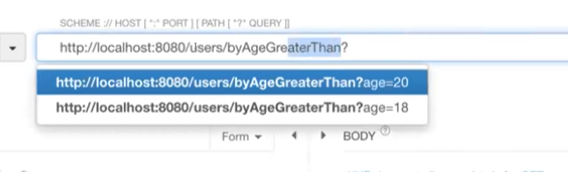 SCHEME :// HOST [ ":" PORT ] [ PATH [ "?" QUERY ]]
http://localhost:8080/users/byAgeGreaterThan?
http://localhost:8080/users/byAgeGreaterThan?age=20
http://localhost:8080/users/byAgeGreaterThan?age=18
Form
BODY ?